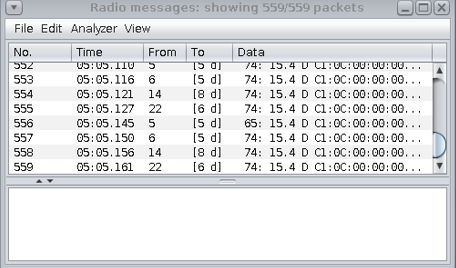 Radio messages: showing 559/559 packets
File Edit Analyzer View
No. Time From To Data
552 05:05.110 5 [5 d] 74: 15.4 D C1:0C:00:00:00...
553 05:05.116 6 [5 d] 74: 15.4 D C1:0C:00:00:00...
554 05:05.121 14 [8 d] 74: 15.4 D C1:0C:00:00:00...
555 05:05.127 22 [6 d] 74: 15.4 D C1:0C:00:00:00...
556 05:05.145 5 [5 d] 65: 15.4 D C1:0C:00:00:00...
557 05:05.150 6 [5 d] 74: 15.4 D C1:0C:00:00:00...
558 05:05.156 14 [8 d] 74: 15.4 D C1:0C:00:00:00...
559 05:05.161 22 [6 d] 74: 15.4 D C1:0C:00:00:00...